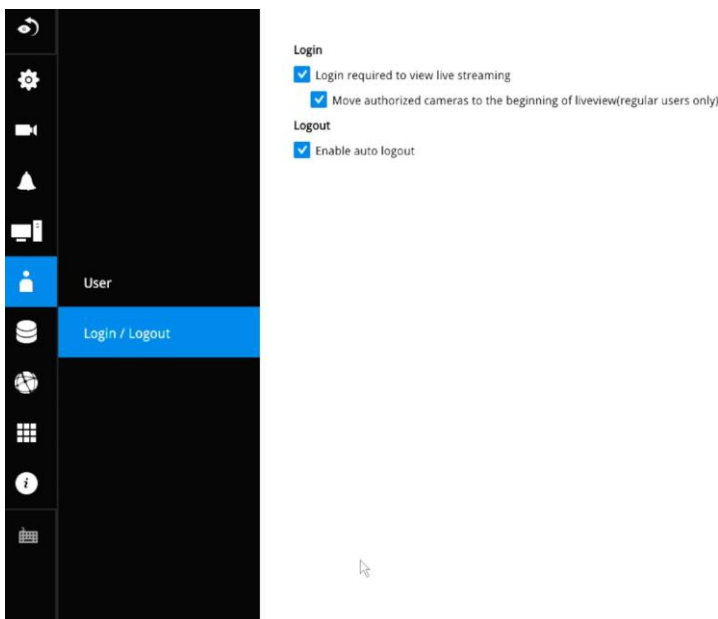 Login
Login required to view live streaming
Move authorized cameras to the beginning of liveview(regular users only)
Logout
Enable auto logout
User
Login / Logout